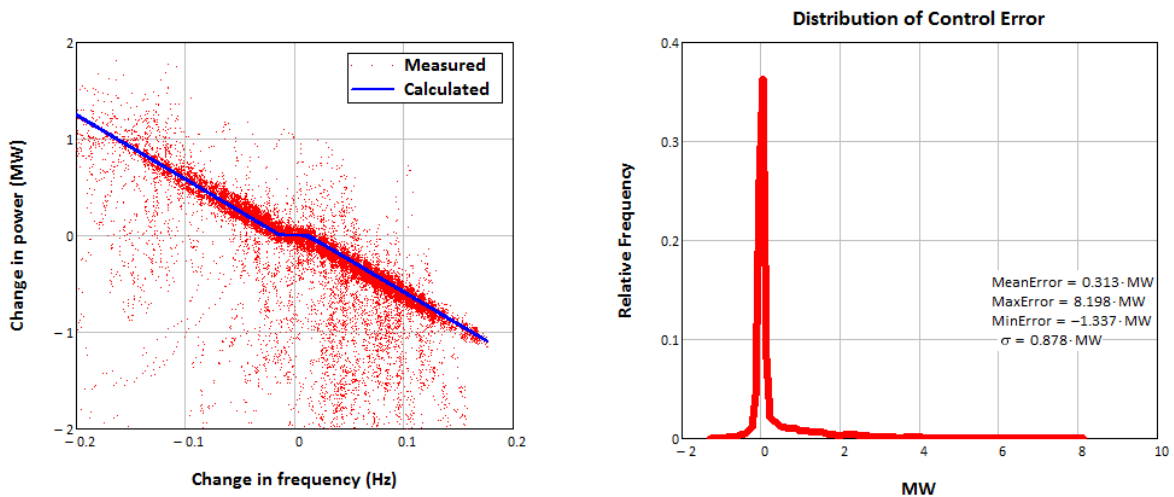 2
1
0
− 1
− 2
− 0.2
− 0.1
0
0.1
0.2
Measured
Calculated
Change in power (MW)
Change in frequency (Hz)
Distribution of Control Error
0.4
0.3
0.2
0.1
0
− 2
0
2
4
6
8
10
Relative Frequency
MeanError = 0.313· MW
MaxError = 8.198· MW
MinError = −1.337· MW
σ = 0.878· MW
MW